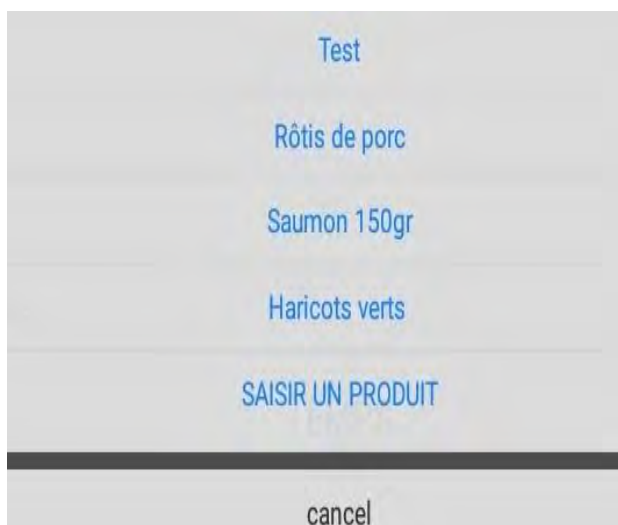 Test
Rôtis de porc
Saumon 150gr
Haricots verts
SAISIR UN PRODUIT
cancel